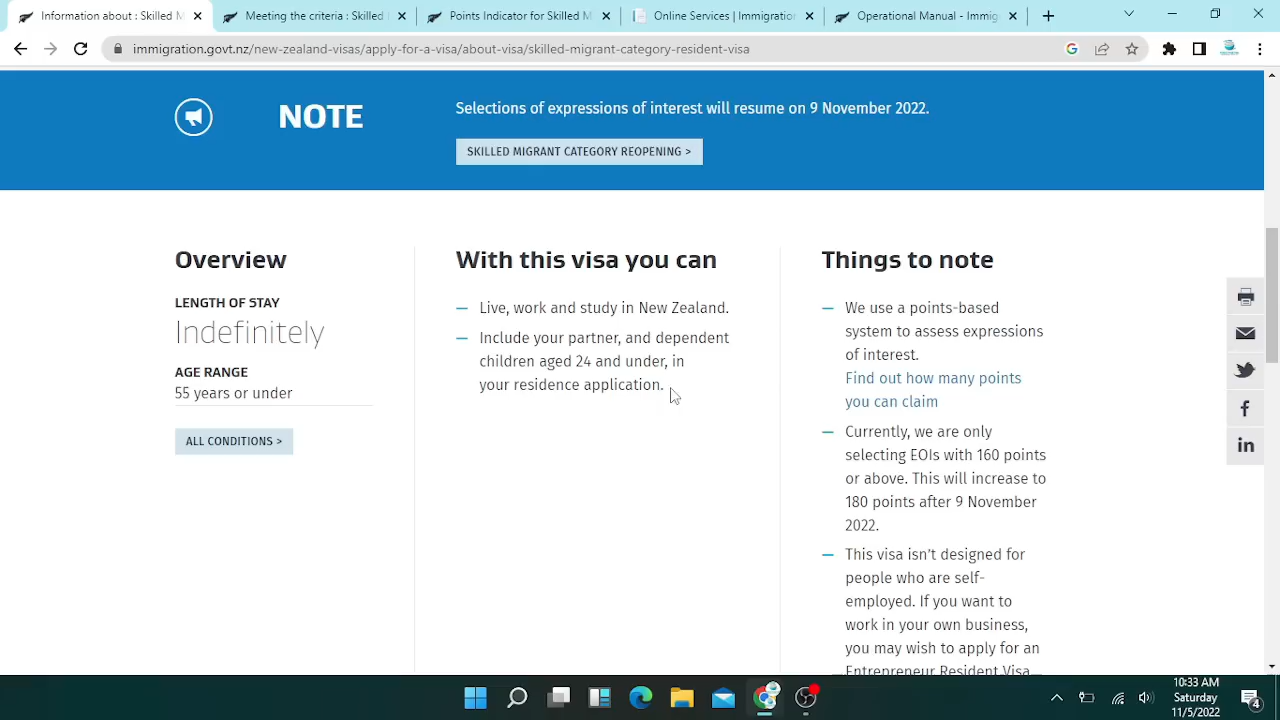 Information about : Skilled M
Meeting the criteria : Skilled
Points Indicator for Skilled M
Online Services | Immigration
Operational Manual - Immig
immigration.govt.nz/new-zealand-visas/apply-for-a-visa/about-visa/skilled-migrant-category-resident-visa
NOTE
Selections of expressions of interest will resume on 9 November 2022.
SKILLED MIGRANT CATEGORY REOPENING >
Overview
LENGTH OF STAY
Indefinitely
AGE RANGE
55 years or under
ALL CONDITIONS >
With this visa you can
Live, work and study in New Zealand.
Include your partner, and dependent
children aged 24 and under, in
your residence application.
Things to note
We use a points-based
system to assess expressions
of interest.
Find out how many points
you can claim
Currently, we are only
selecting EOIs with 160 points
or above. This will increase to
180 points after 9 November
2022.
This visa isn't designed for
people who are self-
employed. If you want to
work in your own business,
you may wish to apply for an
Entrepreneur Resident Visa
10:33 AM
Saturday
11/5/2022
4